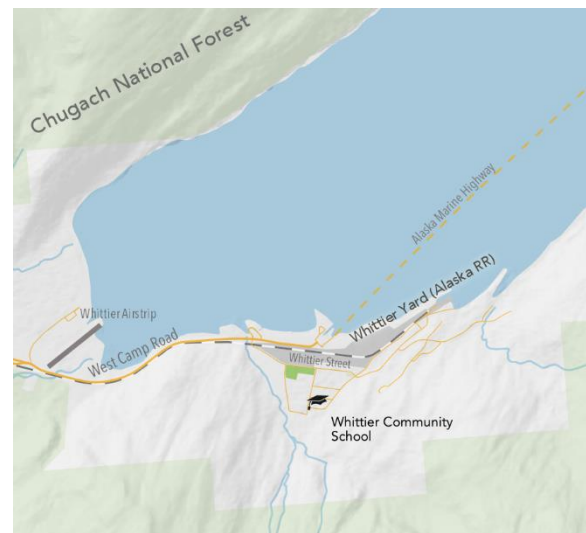 Chugach National Forest
Alaska Marine Highway
Whittier Yard (Alaska RR)
Whittier Airstrip
West Camp Road
Whittier Street
Whittier Community
School